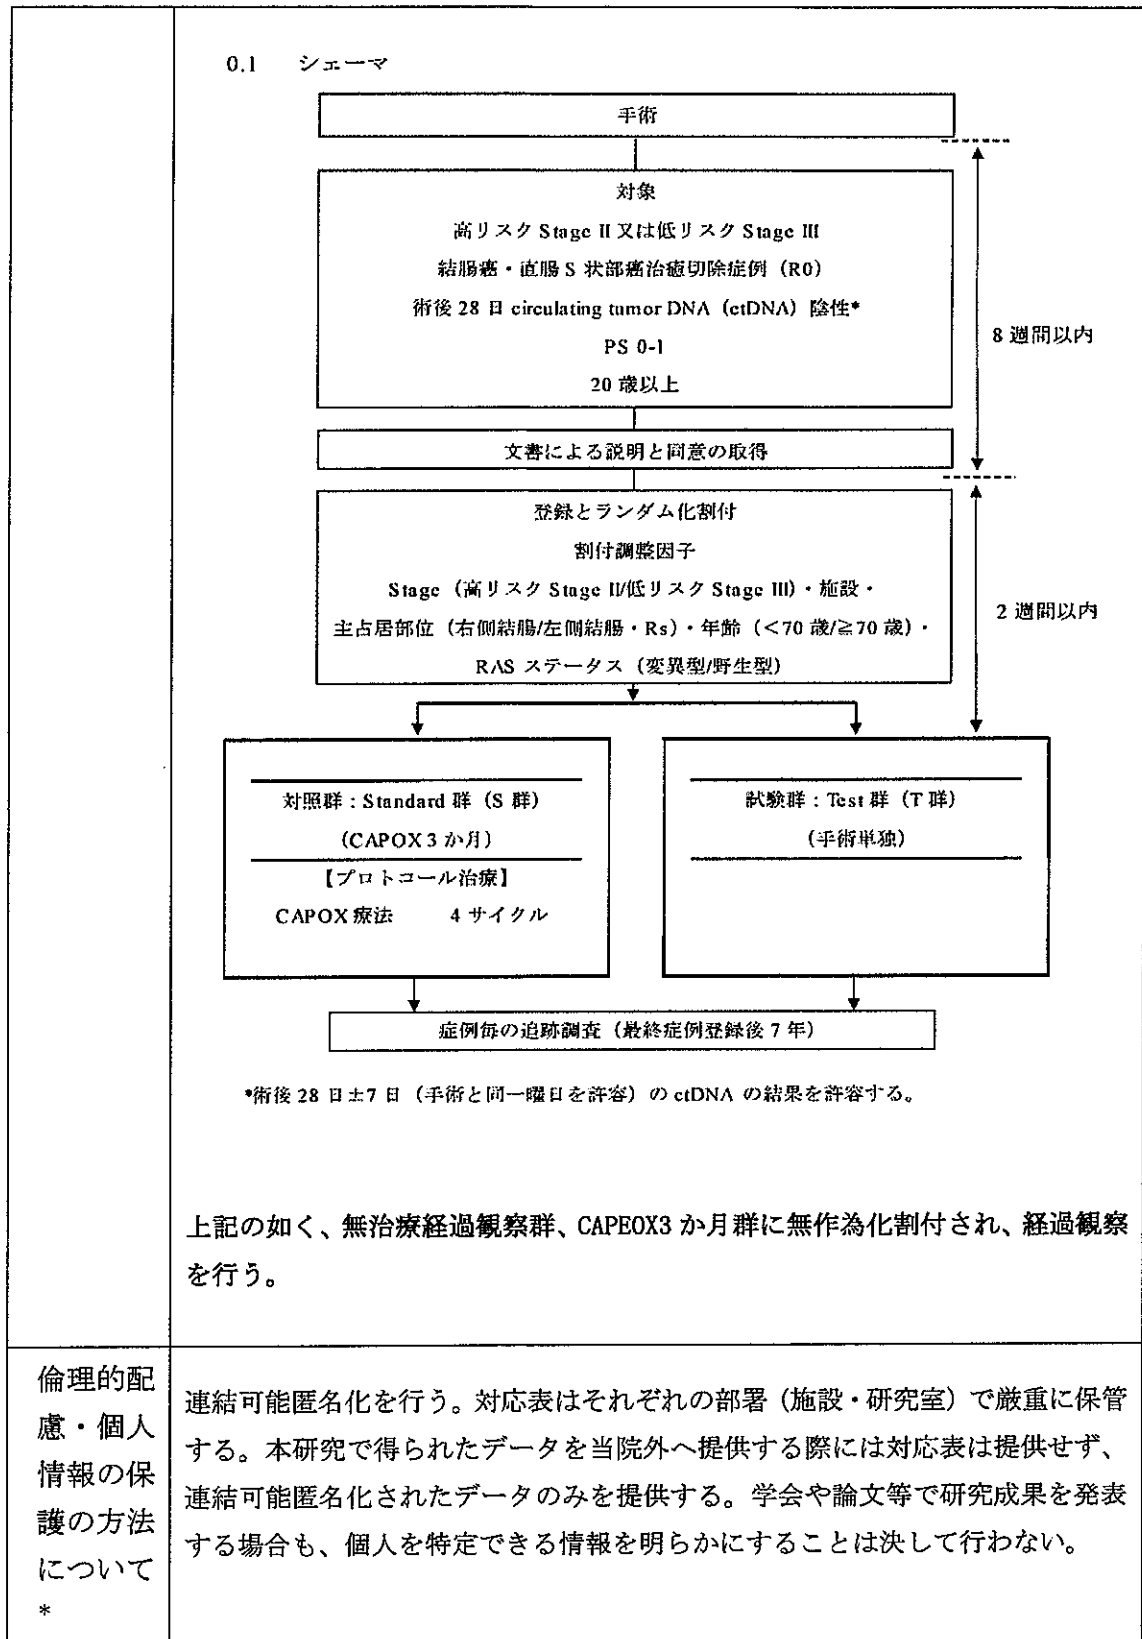 0.1 シェーマ
手術
対象
高リスク Stage II 又は低リスク Stage III
結腸癌・直腸 S 状部癌治癒切除症例（R0）
術後 28 日 circulating tumor DNA（ctDNA）陰性*
PS 0-1
20 歳以上
8 週間以内
文書による説明と同意の取得
登録とランダム化割付
割付調整因子
Stage（高リスク Stage II/低リスク Stage III）・施設・
主占居部位（右側結腸/左側結腸・Rs）・年齢（＜70 歳/≧70 歳）・
RAS ステータス（変異型/野生型）
2 週間以内
対照群：Standard 群（S 群）
（CAPOX 3 か月）
【プロトコール治療】
CAPOX 療法 4 サイクル
試験群：Test 群（T 群）
（手術単独）
症例毎の追跡調査（最終症例登録後 7 年）
*術後 28 日±7 日（手術と同一曜日を許容）の ctDNA の結果を許容する。
上記の如く、無治療経過観察群、CAPEOX3 か月群に無作為化割付され、経過観察
を行う。
倫理的配
慮・個人
情報の保
護の方法
について
*
連結可能匿名化を行う。対応表はそれぞれの部署（施設・研究室）で厳重に保管
する。本研究で得られたデータを当院外へ提供する際には対応表は提供せず、
連結可能匿名化されたデータのみを提供する。学会や論文等で研究成果を発表
する場合も、個人を特定できる情報を明らかにすることは決して行わない。